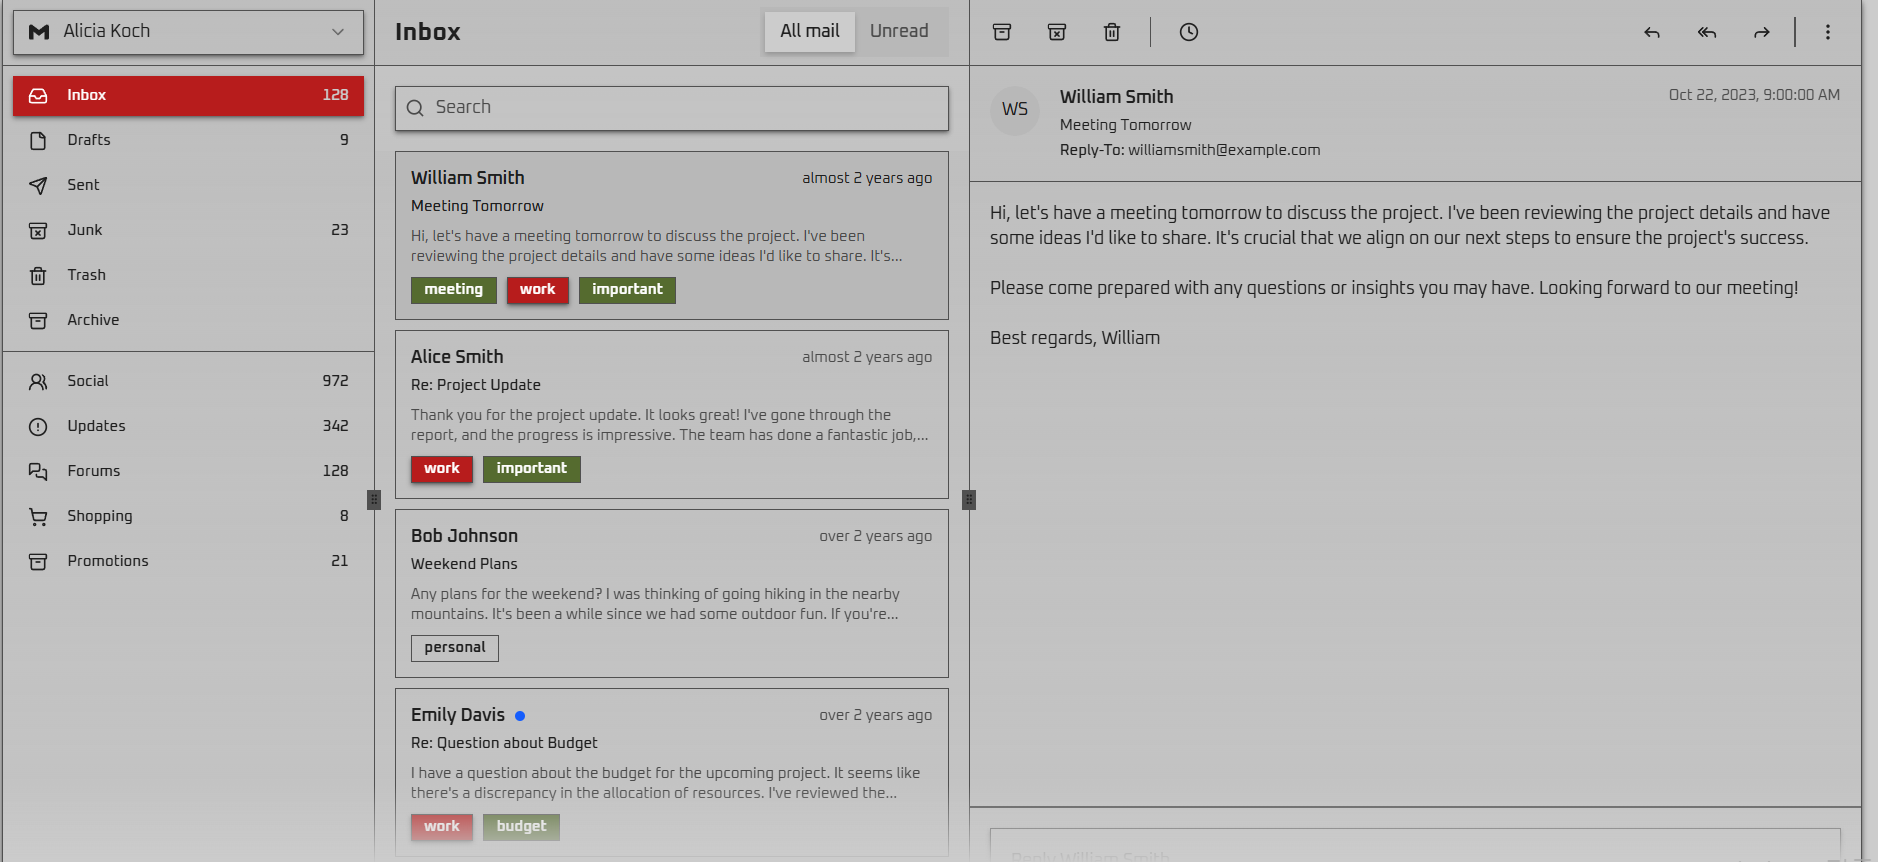 Alicia Koch
Inbox 128
Drafts 9
Sent
Junk 23
Trash
Archive
Social 972
Updates 342
Forums 128
Shopping 8
Promotions 21
Inbox
All mail Unread
Search
William Smith almost 2 years ago
Meeting Tomorrow
Hi, let's have a meeting tomorrow to discuss the project. I've been
reviewing the project details and have some ideas I'd like to share. It's...
meeting work important
Alice Smith almost 2 years ago
Re: Project Update
Thank you for the project update. It looks great! I've gone through the
report, and the progress is impressive. The team has done a fantastic job,...
work important
Bob Johnson over 2 years ago
Weekend Plans
Any plans for the weekend? I was thinking of going hiking in the nearby
mountains. It's been a while since we had some outdoor fun. If you're...
personal
Emily Davis over 2 years ago
Re: Question about Budget
I have a question about the budget for the upcoming project. It seems like
there's a discrepancy in the allocation of resources. I've reviewed the...
work budget
WS
William Smith Oct 22, 2023, 9:00:00 AM
Meeting Tomorrow
Reply-To: williamsmith@example.com
Hi, let's have a meeting tomorrow to discuss the project. I've been reviewing the project details and have
some ideas I'd like to share. It's crucial that we align on our next steps to ensure the project's success.
Please come prepared with any questions or insights you may have. Looking forward to our meeting!
Best regards, William
Reply William Smith